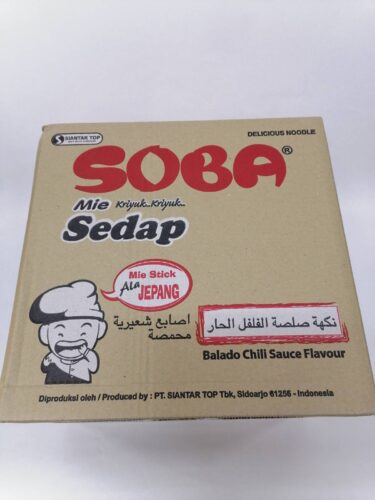 SIANTAR TOP
DELICIOUS NOODLE
SOBA®
Mie Kriyuk..Kriyuk..
Sedap
Mie Stick
Ala JEPANG
اصابع شعيرية
محمصة
نكهة صلصة الفلفل الحار
Balado Chili Sauce Flavour
Diproduksi oleh / Produced by : PT. SIANTAR TOP Tbk, Sidoarjo 61256 - Indonesia